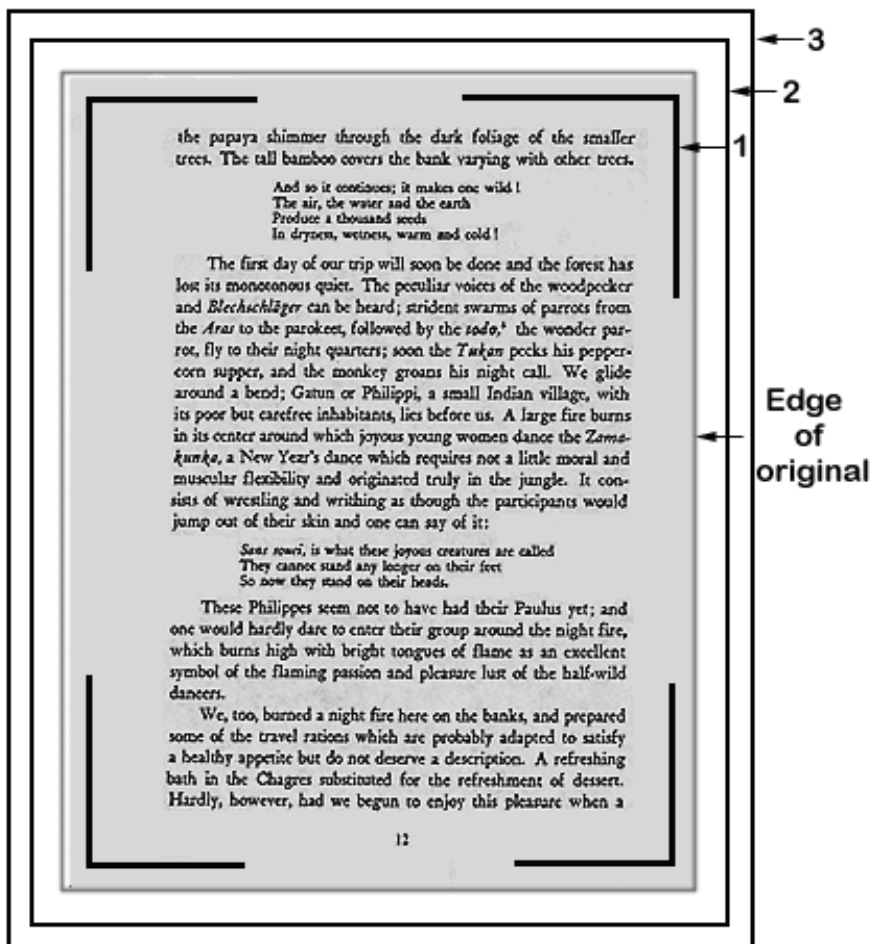 3
2
1
the papaya shimmer through the dark foliage of the smaller
trees. The tall bamboo covers the bank varying with other trees.
And so it continues; it makes one wild!
The air, the water and the earth
Produce a thousand seeds
In dryness, wetness, warm and cold!
The first day of our trip will soon be done and the forest has
lost its monotonous quiet. The peculiar voices of the woodpecker
and Blechschläger can be heard; strident swarms of parrots from
the Aras to the parokeet, followed by the sodo,⁸ the wonder par-
rot, fly to their night quarters; soon the Tukan pecks his pepper-
corn supper, and the monkey groans his night call. We glide
around a bend; Gatun or Philippi, a small Indian village, with
its poor but carefree inhabitants, lies before us. A large fire burns
in its center around which joyous young women dance the Zama-
kunka, a New Year's dance which requires not a little moral and
muscular flexibility and originated truly in the jungle. It con-
sists of wrestling and writhing as though the participants would
jump out of their skin and one can say of it:
Sans souci, is what these joyous creatures are called
They cannot stand any longer on their feet
So now they stand on their heads.
These Philippes seem not to have had their Paulus yet; and
one would hardly dare to enter their group around the night fire,
which burns high with bright tongues of flame as an excellent
symbol of the flaming passion and pleasure lust of the half-wild
dancers.
We, too, burned a night fire here on the banks, and prepared
some of the travel rations which are probably adapted to satisfy
a healthy appetite but do not deserve a description. A refreshing
bath in the Chagres substituted for the refreshment of dessert.
Hardly, however, had we begun to enjoy this pleasure when a
12
Edge
of
original